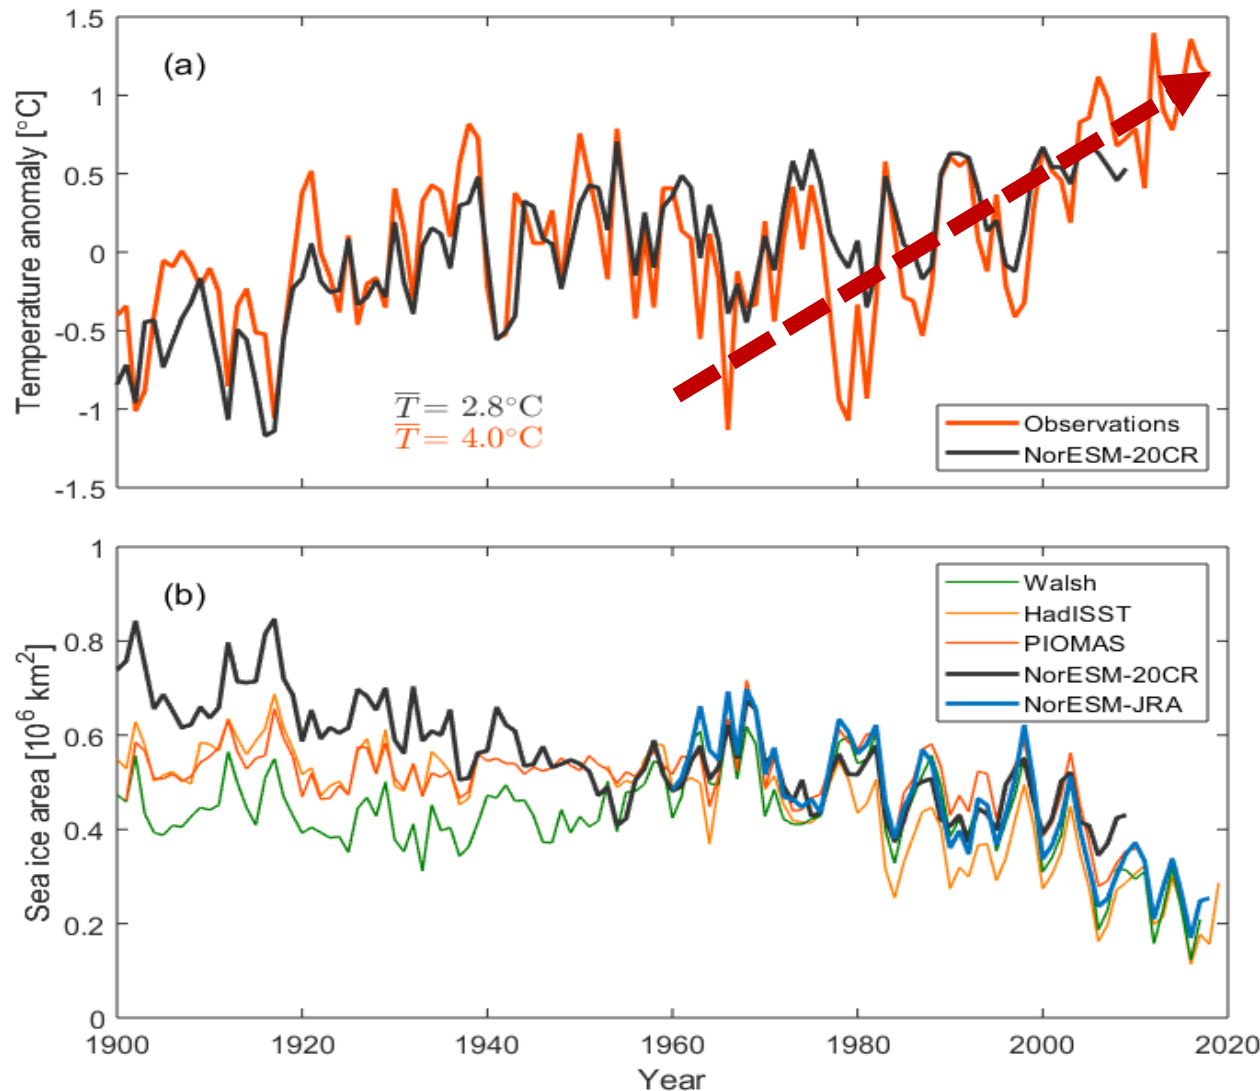 1.5
(a)
1
0.5
0
-0.5
-1
-1.5
Temperature anomaly [°C]
T̅ = 2.8°C
T̅ = 4.0°C
Observations
NorESM-20CR
1
(b)
0.8
0.6
0.4
0.2
0
Sea ice area [10⁶ km²]
Walsh
HadISST
PIOMAS
NorESM-20CR
NorESM-JRA
1900 1920 1940 1960 1980 2000 2020
Year